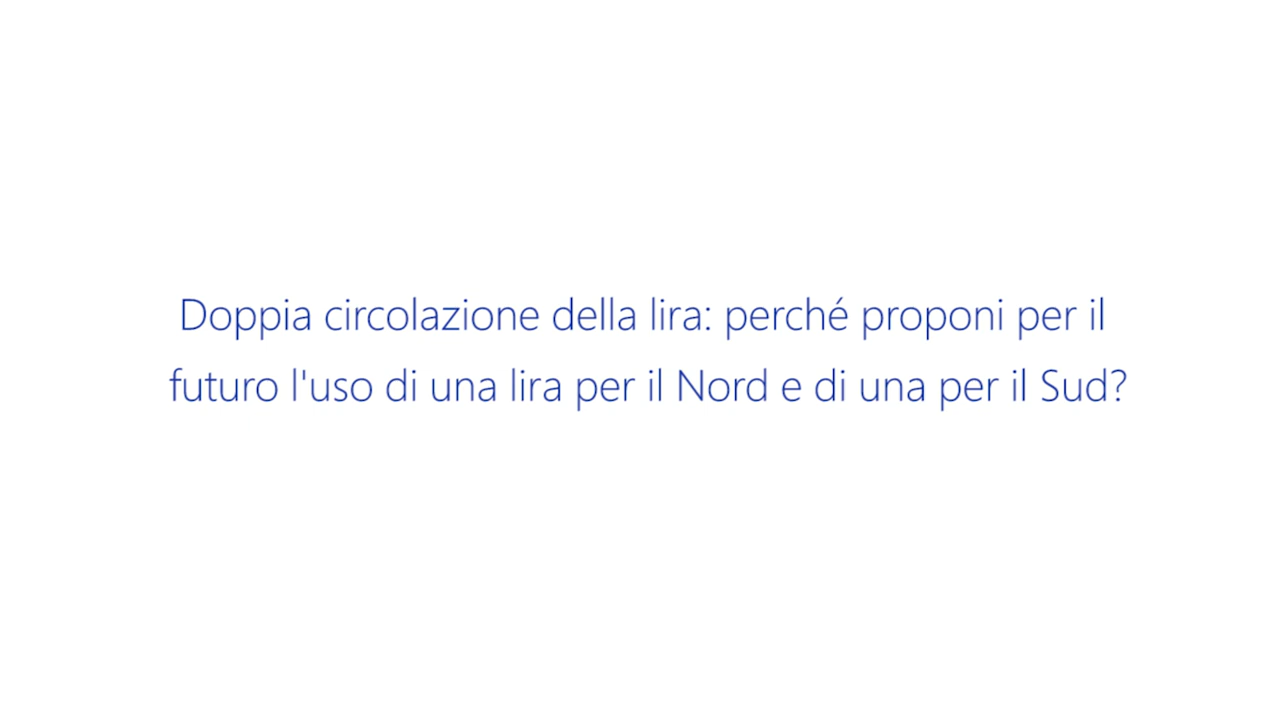 Doppia circolazione della lira: perché proponi per il
futuro l'uso di una lira per il Nord e di una per il Sud?